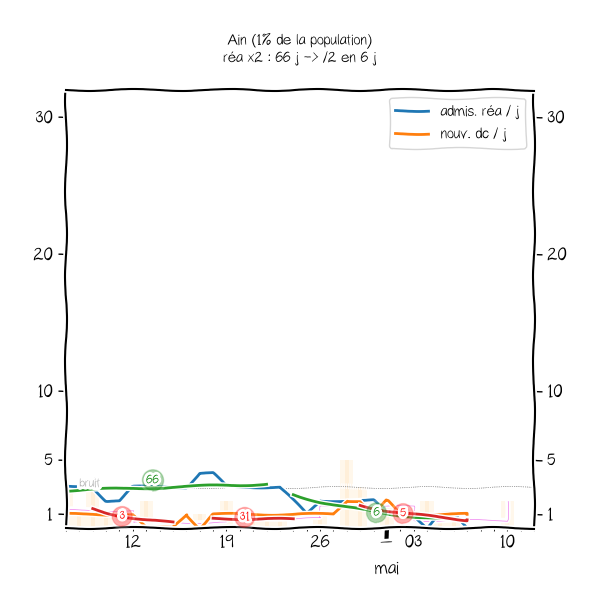 Ain (1% de la population)
réa x2 : 66 j -> /2 en 6 j
admis. réa / j
nouv. dc / j
30 30
20 20
10 10
5 5
1 1
bruit
66
3
31
6
5
12 19 26 03 10
1
mai